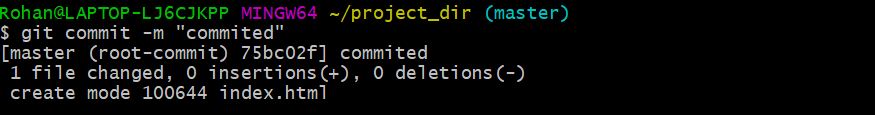 Rohan@LAPTOP-LJ6CJKPP MINGW64 ~/project_dir (master)
$ git commit -m "commited"
[master (root-commit) 75bc02f] commited
 1 file changed, 0 insertions(+), 0 deletions(-)
 create mode 100644 index.html